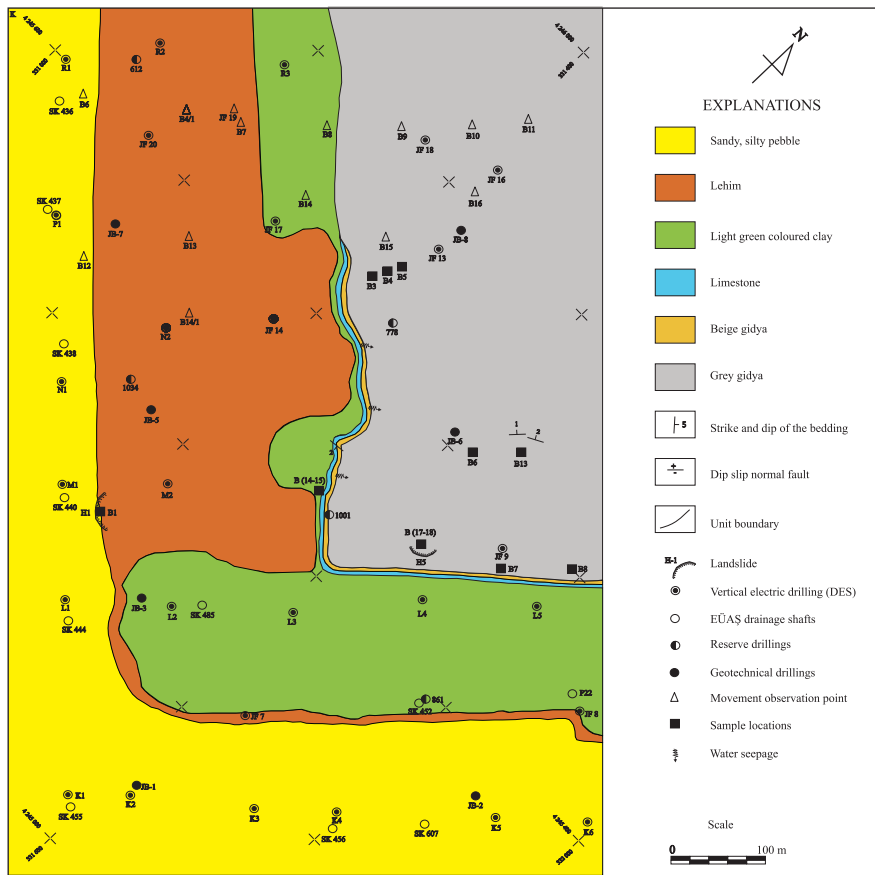 K
R1
R2
612
R3
N
EXPLANATIONS
B6
SK 436
B4/1
JF 19
B7
B8
B9
B10
B11
JF 20
JF 18
Sandy, silty pebble
JF 16
Lehim
SK 437
P1
JB-7
B14
B16
JF 17
JB-8
Light green coloured clay
B13
B15
JF 13
B12
B3
B4
B5
Limestone
B14/1
N2
JF 14
778
Beige gidya
SK 438
N1
1034
JB-5
Grey gidya
JB-6
1
2
2
5
Strike and dip of the bedding
B6
B13
M1
M2
B (14-15)
Dip slip normal fault
SK 440
H1
B1
1001
Unit boundary
B (17-18)
H5
JF 9
B7
B8
H-1
Landslide
L1
JB-3
L2
SK 485
L3
L4
L5
Vertical electric drilling (DES)
SK 444
EÜAŞ drainage shafts
Reserve drillings
Geotechnical drillings
861
SK 452
P22
Movement observation point
JF 7
JF 8
Sample locations
Water seepage
K1
JB-1
K2
JB-2
SK 455
K3
K4
SK 456
SK 607
K5
K6
Scale
0
100 m